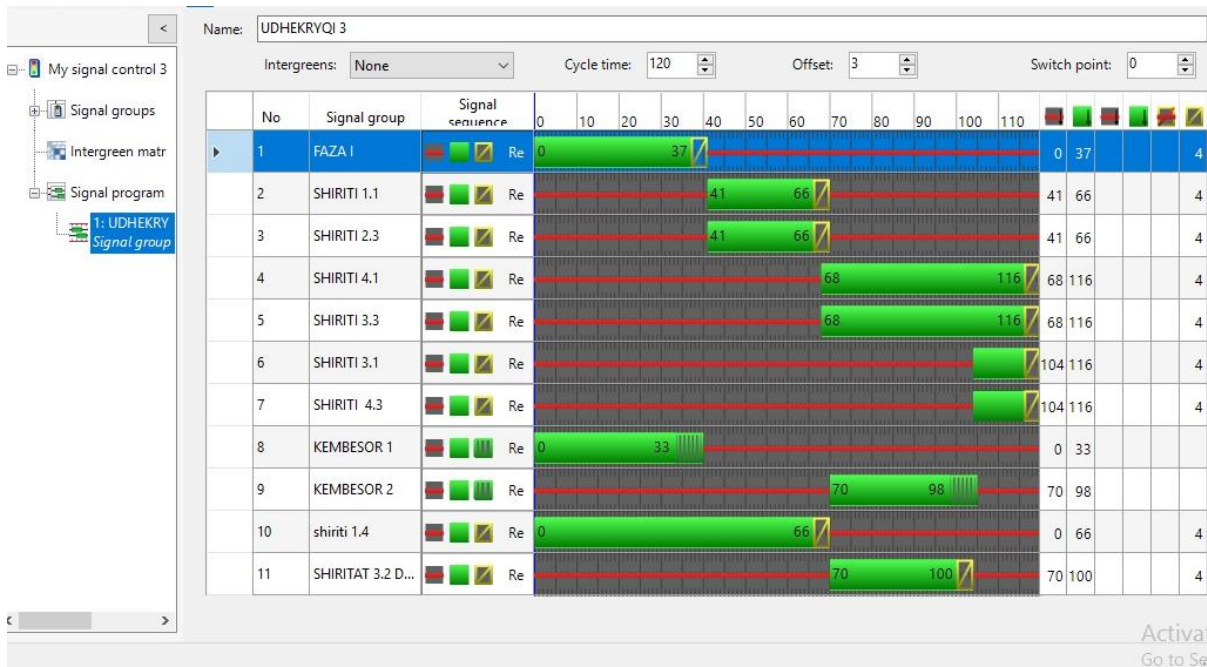 <
Name: UDHEKRYQI 3
Intergreens: None Cycle time: 120 Offset: 3 Switch point: 0
My signal control 3
Signal groups
Intergreen matr
Signal program
1: UDHEKRY
Signal group
No Signal group Signal sequence 0 10 20 30 40 50 60 70 80 90 100 110
1 FAZA I Re 0 37 0 37 4
2 SHIRITI 1.1 Re 41 66 41 66 4
3 SHIRITI 2.3 Re 41 66 41 66 4
4 SHIRITI 4.1 Re 68 116 68 116 4
5 SHIRITI 3.3 Re 68 116 68 116 4
6 SHIRITI 3.1 Re 104 116 4
7 SHIRITI 4.3 Re 104 116 4
8 KEMBESOR 1 Re 0 33 0 33
9 KEMBESOR 2 Re 70 98 70 98
10 shiriti 1.4 Re 0 66 0 66 4
11 SHIRITAT 3.2 D... Re 70 100 70 100 4
< >
Activat
Go to Se